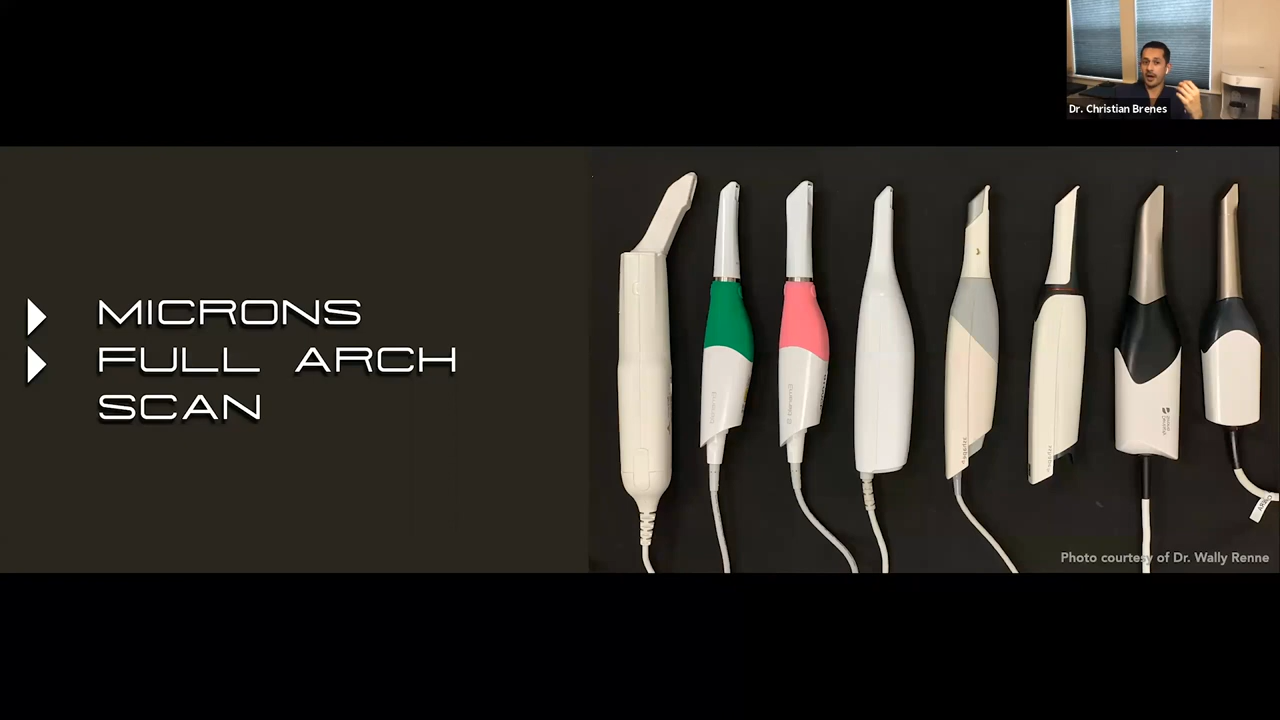 Dr. Christian Brenes
MICRONS
FULL ARCH
SCAN
Photo courtesy of Dr. Wally Renne